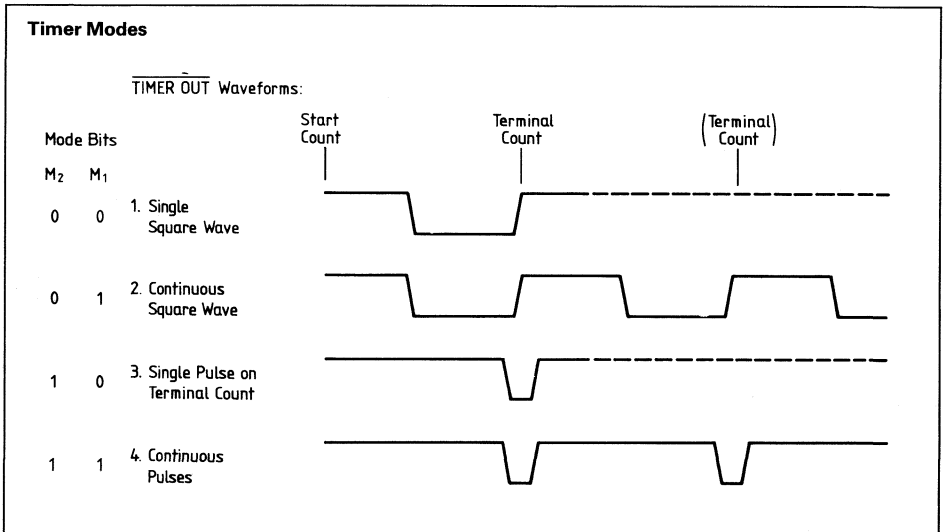 Timer Modes
TIMER OUT Waveforms:
Start
Count
Terminal
Count
(Terminal
Count)
Mode Bits
M₂ M₁
0 0 1. Single
Square Wave
0 1 2. Continuous
Square Wave
1 0 3. Single Pulse on
Terminal Count
1 1 4. Continuous
Pulses